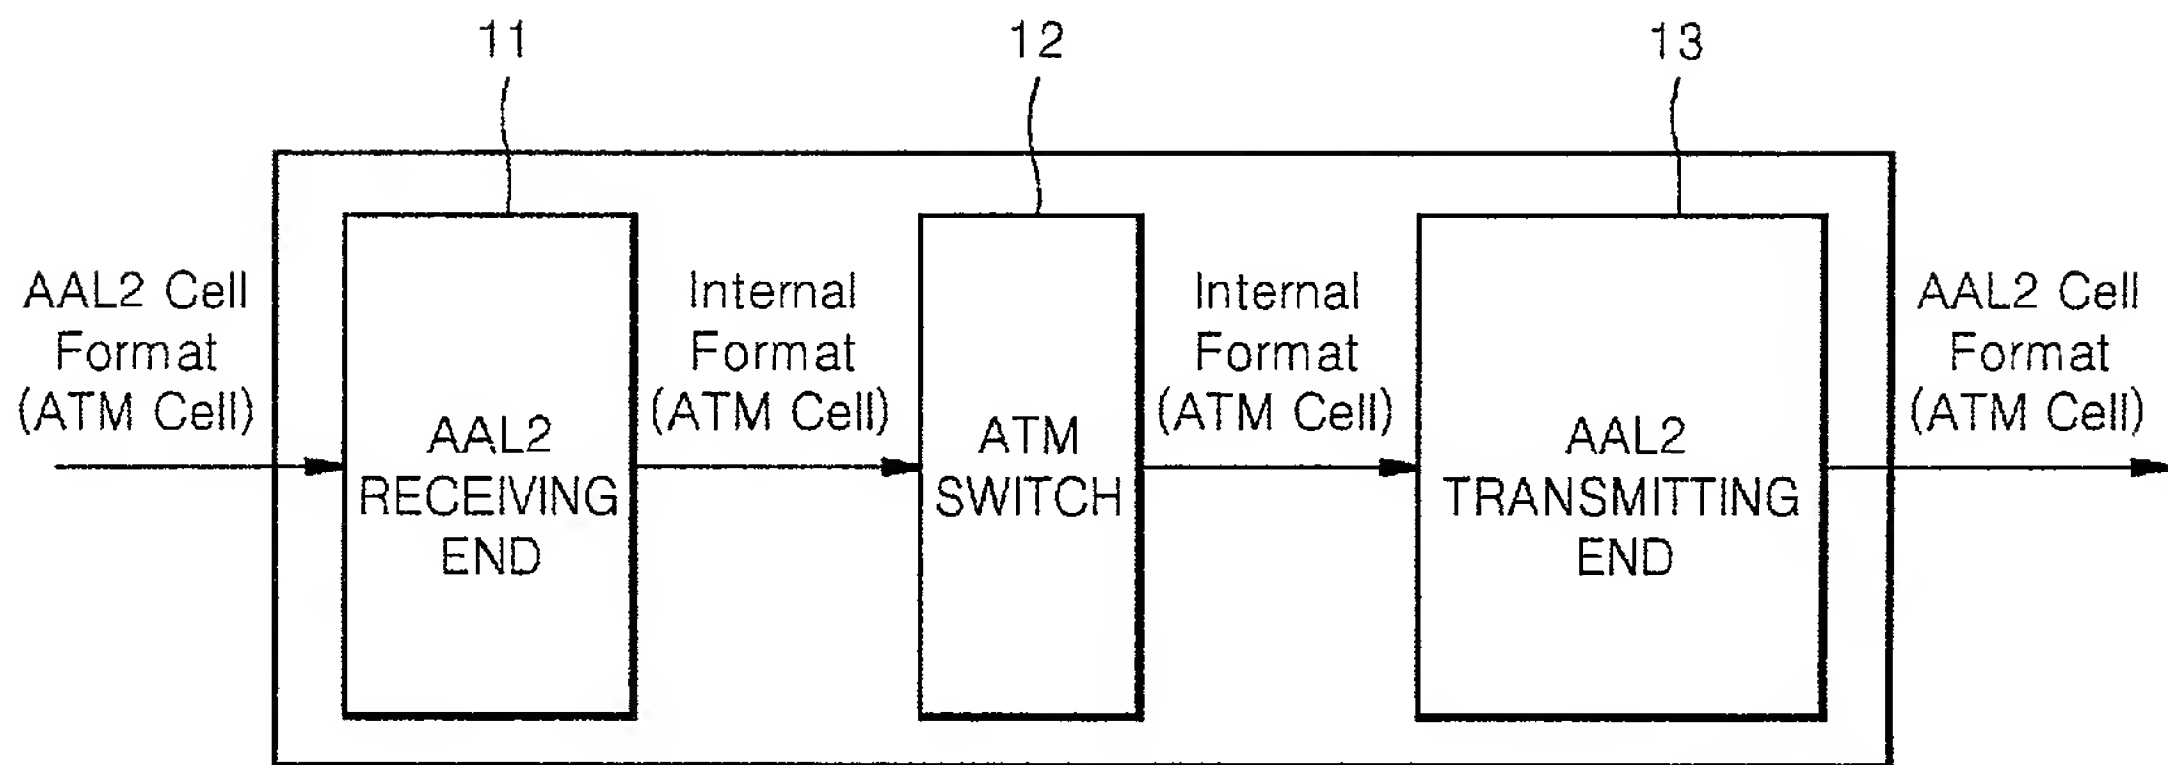 11
12
13
AAL2 Cell
Format
(ATM Cell)
AAL2
RECEIVING
END
Internal
Format
(ATM Cell)
ATM
SWITCH
Internal
Format
(ATM Cell)
AAL2
TRANSMITTING
END
AAL2 Cell
Format
(ATM Cell)